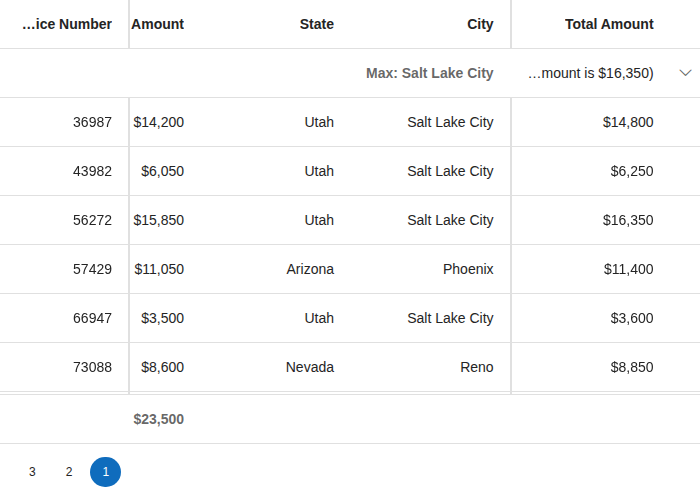 …ice Number Amount State City Total Amount
Max: Salt Lake City …mount is $16,350)
36987 $14,200 Utah Salt Lake City $14,800
43982 $6,050 Utah Salt Lake City $6,250
56272 $15,850 Utah Salt Lake City $16,350
57429 $11,050 Arizona Phoenix $11,400
66947 $3,500 Utah Salt Lake City $3,600
73088 $8,600 Nevada Reno $8,850
$23,500
3 2 1